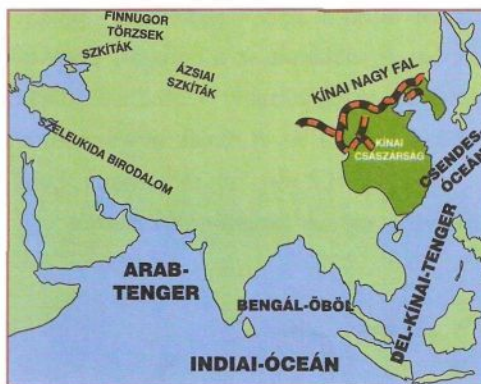 FINNUGOR
TÖRZSEK
SZKÍTÁK
ÁZSIAI
SZKÍTÁK
KÍNAI NAGY FAL
SZELEUKIDA BIRODALOM
KÍNAI
CSÁSZÁRSÁG
CSENDES-
ÓCEÁN
ARAB-
TENGER
BENGÁL-ÖBÖL
DEL-KÍNAI-TENGER
INDIAI-ÓCEÁN